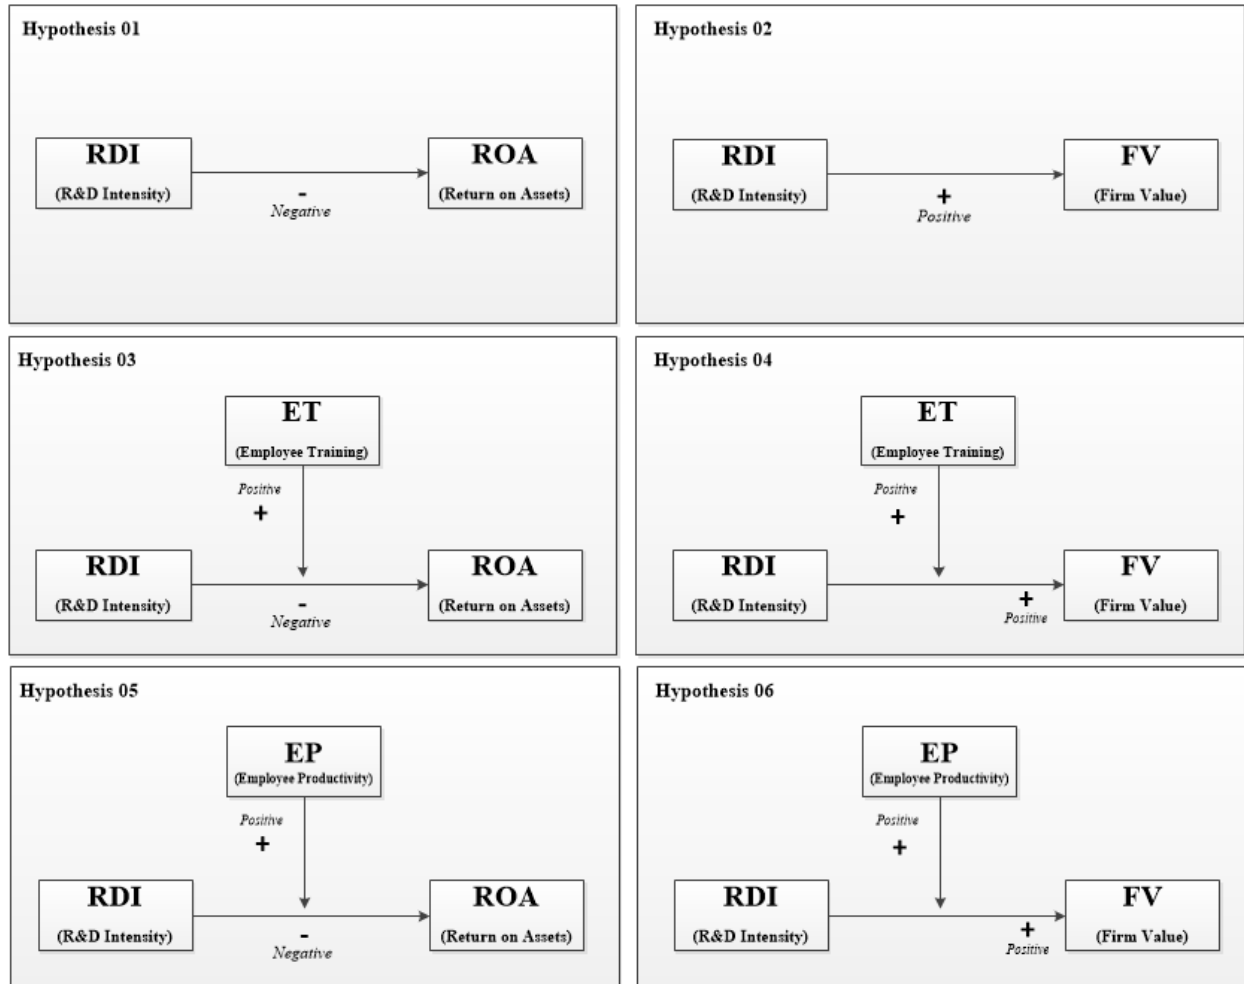 Hypothesis 01
RDI
(R&D Intensity)
-
Negative
ROA
(Return on Assets)
Hypothesis 02
RDI
(R&D Intensity)
+
Positive
FV
(Firm Value)
Hypothesis 03
ET
(Employee Training)
Positive
+
RDI
(R&D Intensity)
-
Negative
ROA
(Return on Assets)
Hypothesis 04
ET
(Employee Training)
Positive
+
RDI
(R&D Intensity)
+
Positive
FV
(Firm Value)
Hypothesis 05
EP
(Employee Productivity)
Positive
+
RDI
(R&D Intensity)
-
Negative
ROA
(Return on Assets)
Hypothesis 06
EP
(Employee Productivity)
Positive
+
RDI
(R&D Intensity)
+
Positive
FV
(Firm Value)